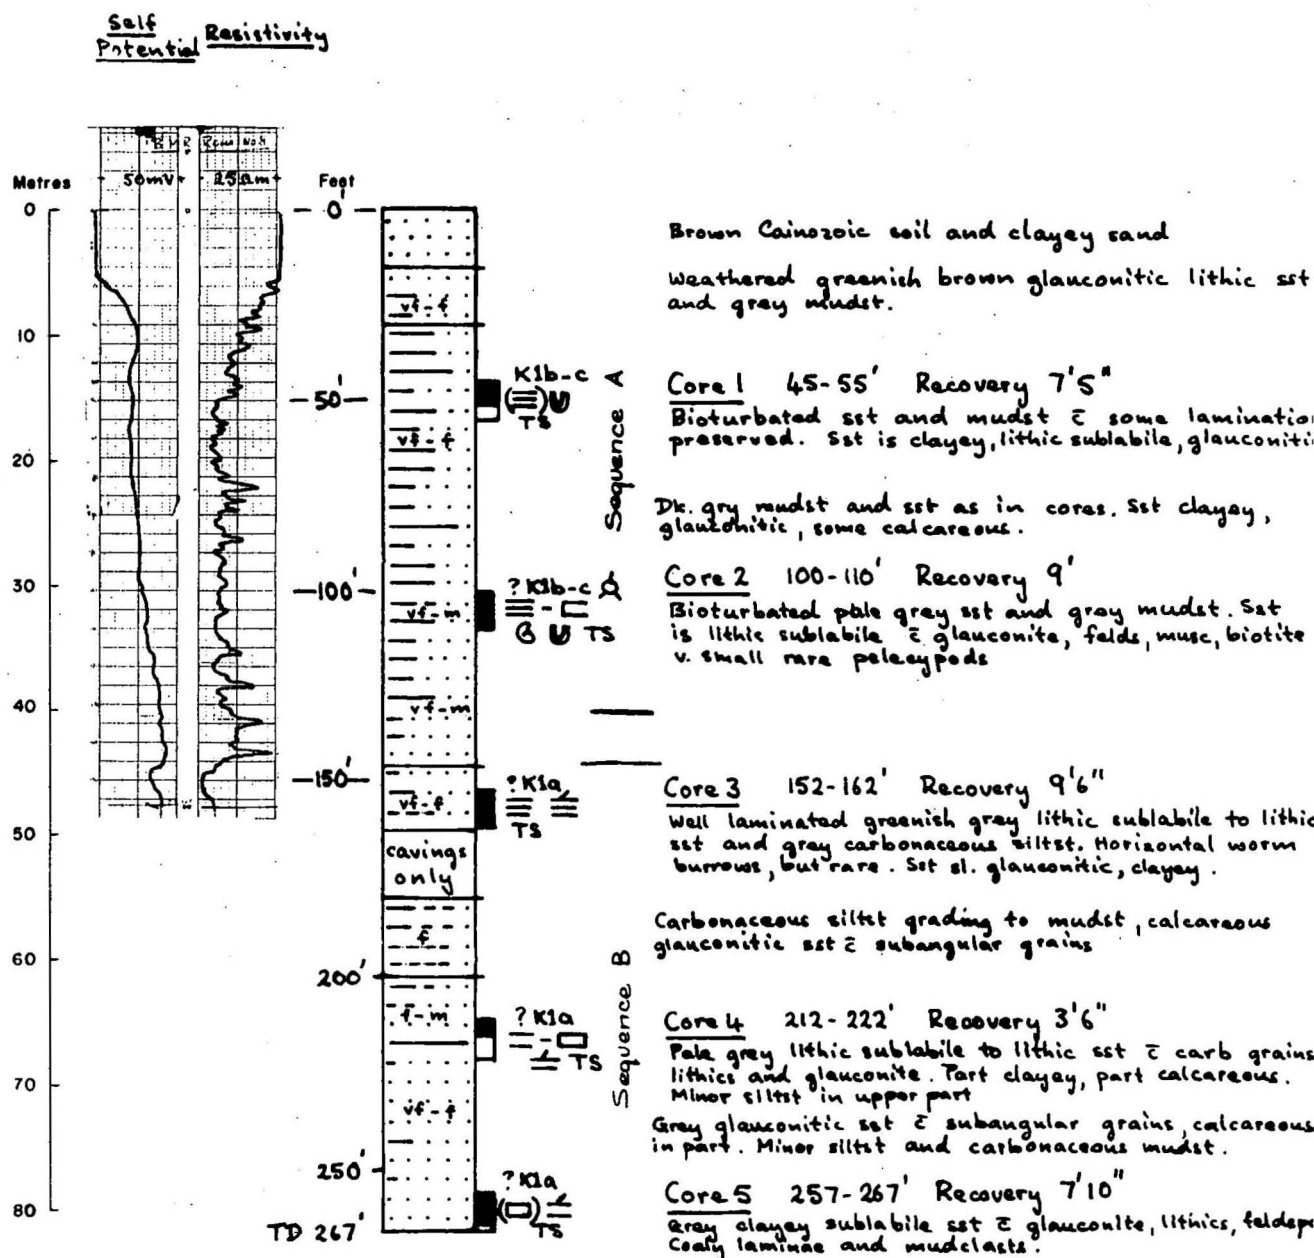 Self
Potential Resistivity
50mV 25Ωm
Metres Feet
0 0'
10
50'
20
30 100'
40
150'
50
60
200'
70
250'
80
TD 267'
vf-f
vf-f
vf-m
vf-m
vf-f
cavings
only
f
f-m
vf-f
K1b-c
TS
?K1b-c
TS
?K1a
TS
?K1a
TS
?K1a
TS
Sequence A
Sequence B
Brown Cainozoic soil and clayey sand
Weathered greenish brown glauconitic lithic sst
and grey mudst.
Core 1 45-55' Recovery 7'5"
Bioturbated sst and mudst c̄ some lamination
preserved. Sst is clayey, lithic sublabile, glauconiti
Dk. gry mudst and sst as in cores. Sst clayey,
glauconitic, some calcareous.
Core 2 100-110' Recovery 9'
Bioturbated pale grey sst and grey mudst. Sst
is lithic sublabile c̄ glauconite, felds, musc, biotite
v. small rare pelecypods
Core 3 152-162' Recovery 9'6"
Well laminated greenish grey lithic sublabile to lithic
sst and grey carbonaceous siltst. Horizontal worm
burrows, but rare. Sst sl. glauconitic, clayey.
Carbonaceous siltst grading to mudst, calcareous
glauconitic sst c̄ subangular grains
Core 4 212-222' Recovery 3'6"
Pale grey lithic sublabile to lithic sst c̄ carb grains
lithics and glauconite. Part clayey, part calcareous.
Minor siltst in upper part
Grey glauconitic sst c̄ subangular grains, calcareous
in part. Minor siltst and carbonaceous mudst.
Core 5 257-267' Recovery 7'10"
Grey clayey sublabile sst c̄ glauconite, lithics, feldspa
Coaly laminae and mudclasts.